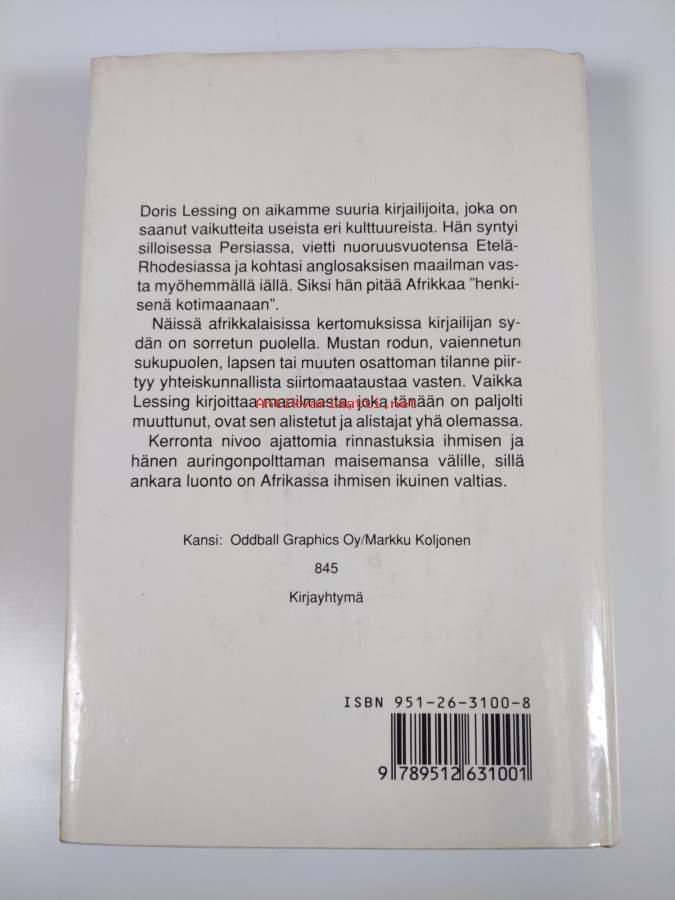 Doris Lessing on aikamme suuria kirjailijoita, joka on
saanut vaikutteita useista eri kulttuureista. Hän syntyi
silloisessa Persiassa, vietti nuoruusvuotensa Etelä-
Rhodesiassa ja kohtasi anglosaksisen maailman vas-
ta myöhemmällä iällä. Siksi hän pitää Afrikkaa "henki-
senä kotimaanaan".
Näissä afrikkalaisissa kertomuksissa kirjailijan sy-
dän on sorretun puolella. Mustan rodun, vaiennetun
sukupuolen, lapsen tai muuten osattoman tilanne piir-
tyy yhteiskunnallista siirtomaataustaa vasten. Vaikka
Lessing kirjoittaa maailmasta, joka tänään on paljolti
Antikvariaatti.net
muuttunut, ovat sen alistetut ja alistajat yhä olemassa.
Kerronta nivoo ajattomia rinnastuksia ihmisen ja
hänen auringonpolttaman maisemansa välille, sillä
ankara luonto on Afrikassa ihmisen ikuinen valtias.
Kansi: Oddball Graphics Oy/Markku Koljonen
845
Kirjayhtymä
ISBN 951-26-3100-8
9 789512 631001